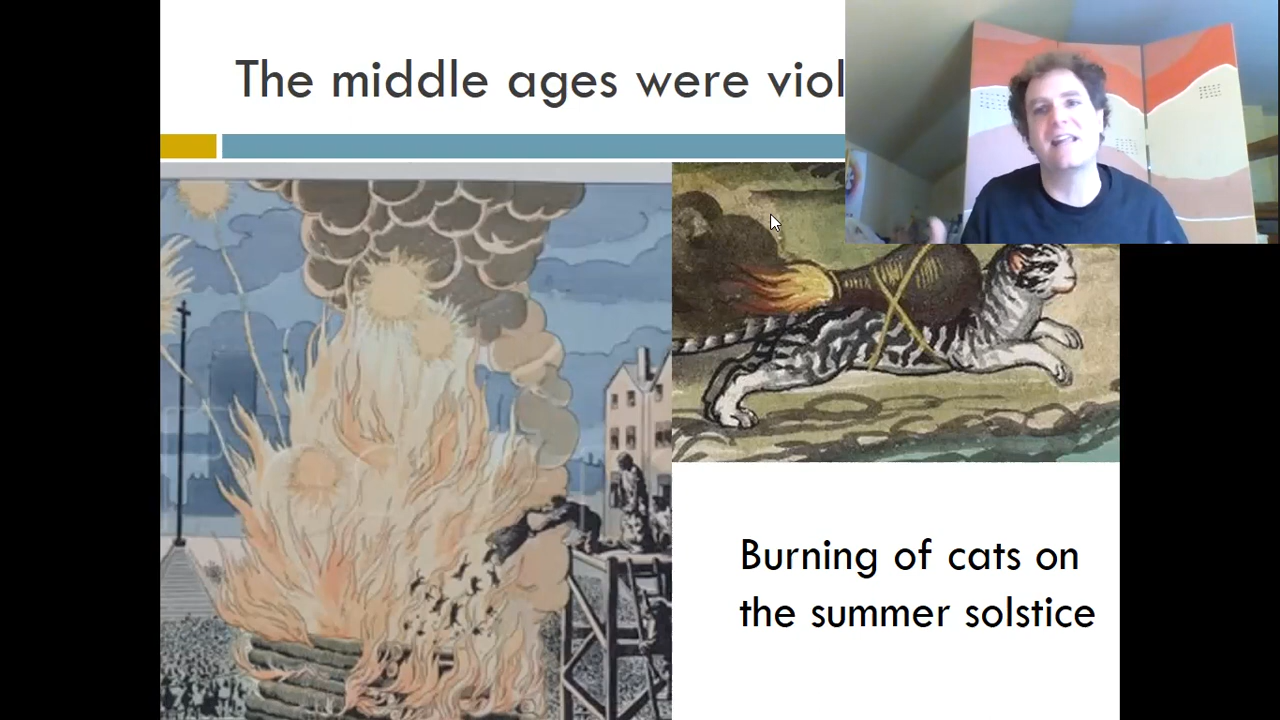 The middle ages were viol
Burning of cats on
the summer solstice